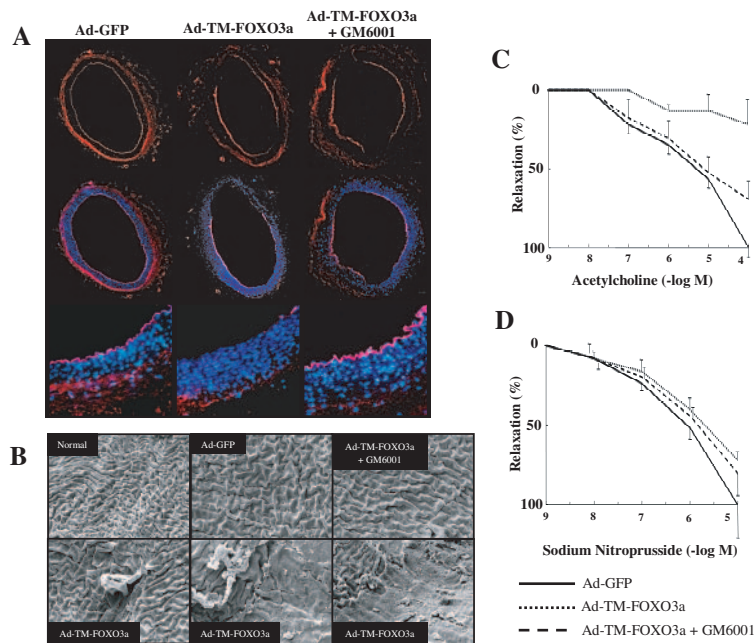 A
Ad-GFP
Ad-TM-FOXO3a
Ad-TM-FOXO3a
+ GM6001
B
Normal
Ad-GFP
Ad-TM-FOXO3a
+ GM6001
Ad-TM-FOXO3a
Ad-TM-FOXO3a
Ad-TM-FOXO3a
C
0
50
100
Relaxation (%)
9 8 7 6 5 4
Acetylcholine (-log M)
D
0
50
100
Relaxation (%)
9 8 7 6 5
Sodium Nitroprusside (-log M)
Ad-GFP
Ad-TM-FOXO3a
Ad-TM-FOXO3a + GM6001